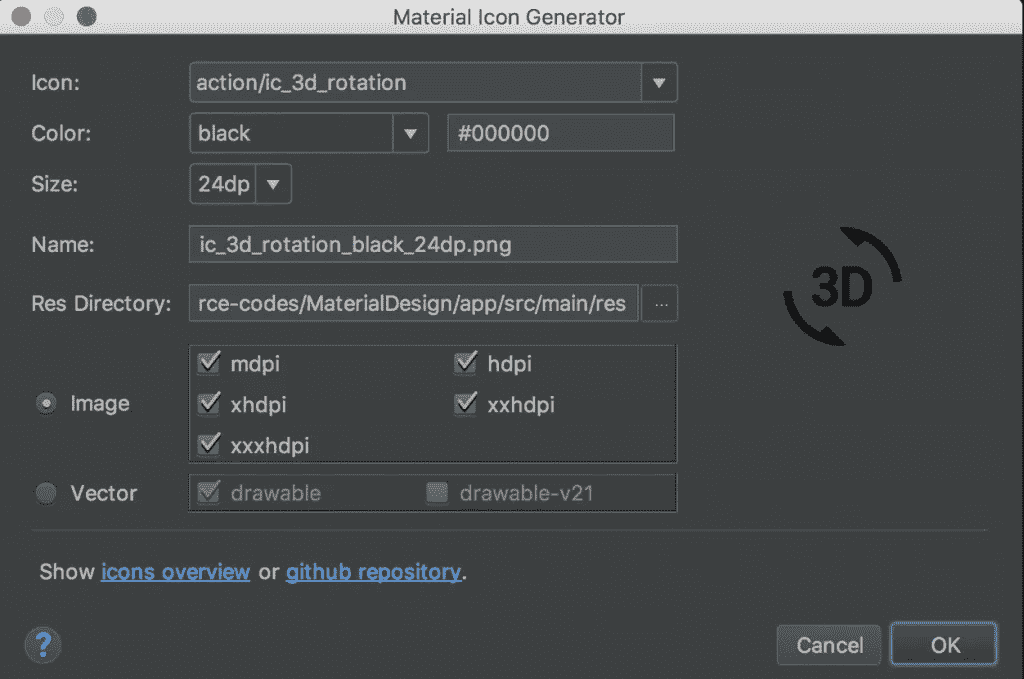 Material Icon Generator
Icon: action/ic_3d_rotation
Color: black #000000
Size: 24dp
Name: ic_3d_rotation_black_24dp.png
3D
Res Directory: rce-codes/MaterialDesign/app/src/main/res ...
mdpi hdpi
Image xhdpi xxhdpi
xxxhdpi
Vector drawable drawable-v21
Show icons overview or github repository.
? Cancel OK